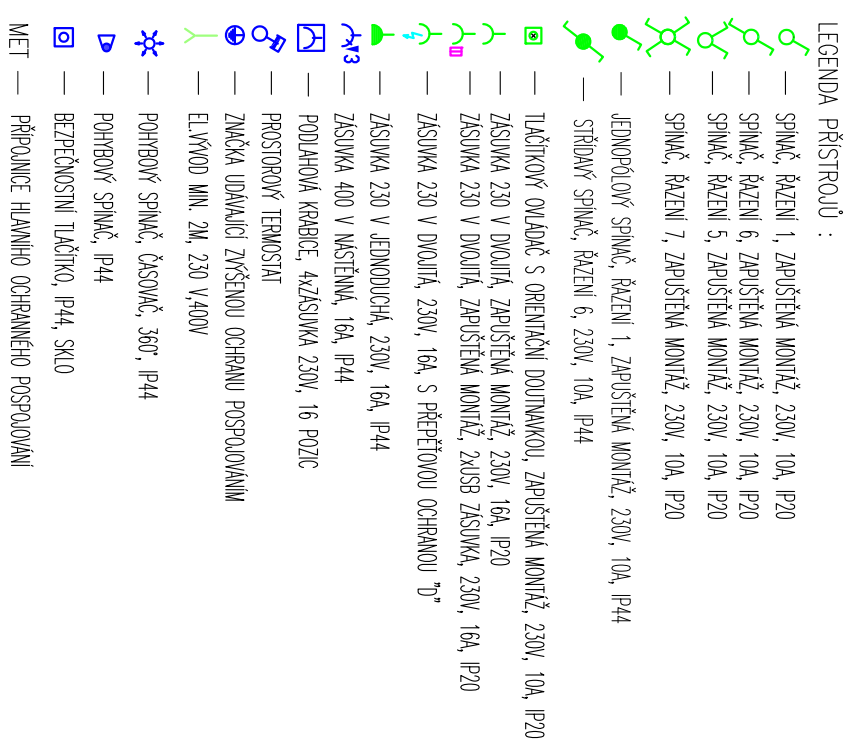 LEGENDA PŘÍSTROJŮ :
SPÍNAČ, ŘAZENÍ 1, ZAPUŠTĚNÁ MONTÁŽ, 230V, 10A, IP20
SPÍNAČ, ŘAZENÍ 6, ZAPUŠTĚNÁ MONTÁŽ, 230V, 10A, IP20
SPÍNAČ, ŘAZENÍ 5, ZAPUŠTĚNÁ MONTÁŽ, 230V, 10A, IP20
SPÍNAČ, ŘAZENÍ 7, ZAPUŠTĚNÁ MONTÁŽ, 230V, 10A, IP20
JEDNOPÓLOVÝ SPÍNAČ, ŘAZENÍ 1, ZAPUŠTĚNÁ MONTÁŽ, 230V, 10A, IP44
STŘÍDAVÝ SPÍNAČ, ŘAZENÍ 6, 230V, 10A, IP44
TLAČÍTKOVÝ OVLÁDAČ S ORIENTAČNÍ DOUTNAVKOU, ZAPUŠTĚNÁ MONTÁŽ, 230V, 10A, IP20
ZÁSUVKA 230 V DVOJITÁ, ZAPUŠTĚNÁ MONTÁŽ, 230V, 16A, IP20
ZÁSUVKA 230 V DVOJITÁ, ZAPUŠTĚNÁ MONTÁŽ, 2xUSB ZÁSUVKA, 230V, 16A, IP20
ZÁSUVKA 230 V DVOJITÁ, 230V, 16A, S PŘEPĚŤOVOU OCHRANOU "D"
ZÁSUVKA 230 V JEDNODUCHÁ, 230V, 16A, IP44
3 ZÁSUVKA 400 V NÁSTĚNNÁ, 16A, IP44
PODLAHOVÁ KRABICE, 4xZÁSUVKA 230V, 16 POZIC
PROSTOROVÝ TERMOSTAT
ZNAČKA UDÁVAJÍCÍ ZVÝŠENOU OCHRANU POSPOJOVÁNÍM
EL.VÝVOD MIN. 2M, 230 V,400V
POHYBOVÝ SPÍNAČ, ČASOVAČ, 360°, IP44
POHYBOVÝ SPÍNAČ, IP44
BEZPEČNOSTNÍ TLAČÍTKO, IP44, SKLO
MET — PŘÍPOJNICE HLAVNÍHO OCHRANNÉHO POSPOJOVÁNÍ